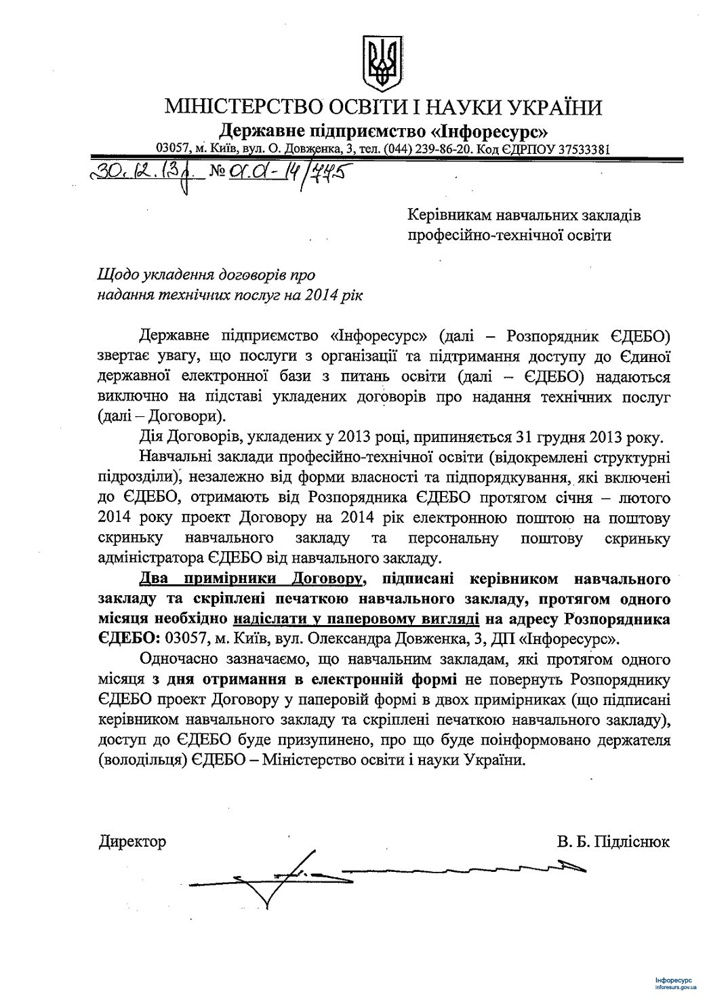 МІНІСТЕРСТВО ОСВІТИ І НАУКИ УКРАЇНИ
Державне підприємство «Інфоресурс»
03057, м. Київ, вул. О. Довженка, 3, тел. (044) 239-86-20. Код ЄДРПОУ 37533381
30.12.13р. № 01.01-14/775
Керівникам навчальних закладів
професійно-технічної освіти
Щодо укладення договорів про
надання технічних послуг на 2014 рік
Державне підприємство «Інфоресурс» (далі – Розпорядник ЄДЕБО)
звертає увагу, що послуги з організації та підтримання доступу до Єдиної
державної електронної бази з питань освіти (далі – ЄДЕБО) надаються
виключно на підставі укладених договорів про надання технічних послуг
(далі – Договори).
Дія Договорів, укладених у 2013 році, припиняється 31 грудня 2013 року.
Навчальні заклади професійно-технічної освіти (відокремлені структурні
підрозділи), незалежно від форми власності та підпорядкування, які включені
до ЄДЕБО, отримають від Розпорядника ЄДЕБО протягом січня – лютого
2014 року проект Договору на 2014 рік електронною поштою на поштову
скриньку навчального закладу та персональну поштову скриньку
адміністратора ЄДЕБО від навчального закладу.
Два примірники Договору, підписані керівником навчального
закладу та скріплені печаткою навчального закладу, протягом одного
місяця необхідно надіслати у паперовому вигляді на адресу Розпорядника
ЄДЕБО: 03057, м. Київ, вул. Олександра Довженка, 3, ДП «Інфоресурс».
Одночасно зазначаємо, що навчальним закладам, які протягом одного
місяця з дня отримання в електронній формі не повернуть Розпоряднику
ЄДЕБО проект Договору у паперовій формі в двох примірниках (що підписані
керівником навчального закладу та скріплені печаткою навчального закладу),
доступ до ЄДЕБО буде призупинено, про що буде поінформовано держателя
(володільця) ЄДЕБО – Міністерство освіти і науки України.
Директор В. Б. Підліснюк
Інфоресурс
inforesurs.gov.ua